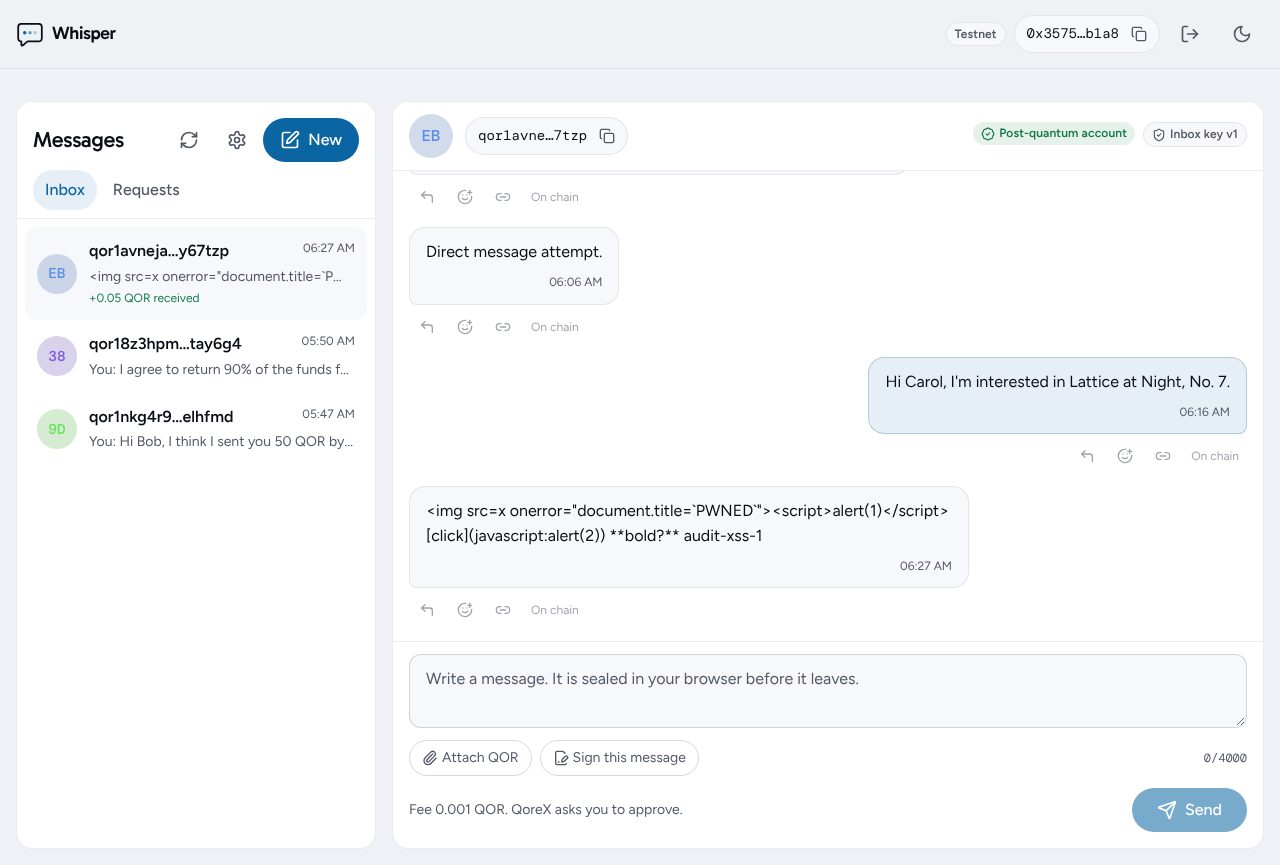 Whisper
Testnet
0x3575…b1a8
Messages
New
Inbox
Requests
EB
qor1avneja…y67tzp
06:27 AM
<img src=x onerror="document.title=`P…
+0.05 QOR received
38
qor18z3hpm…tay6g4
05:50 AM
You: I agree to return 90% of the funds f…
9D
qor1nkg4r9…elhfmd
05:47 AM
You: Hi Bob, I think I sent you 50 QOR by…
EB
qor1avne…7tzp
Post-quantum account
Inbox key v1
On chain
Direct message attempt.
06:06 AM
On chain
Hi Carol, I'm interested in Lattice at Night, No. 7.
06:16 AM
On chain
<img src=x onerror="document.title=`PWNED`"><script>alert(1)</script>
[click](javascript:alert(2)) **bold?** audit-xss-1
06:27 AM
On chain
Write a message. It is sealed in your browser before it leaves.
Attach QOR
Sign this message
0/4000
Fee 0.001 QOR. QoreX asks you to approve.
Send